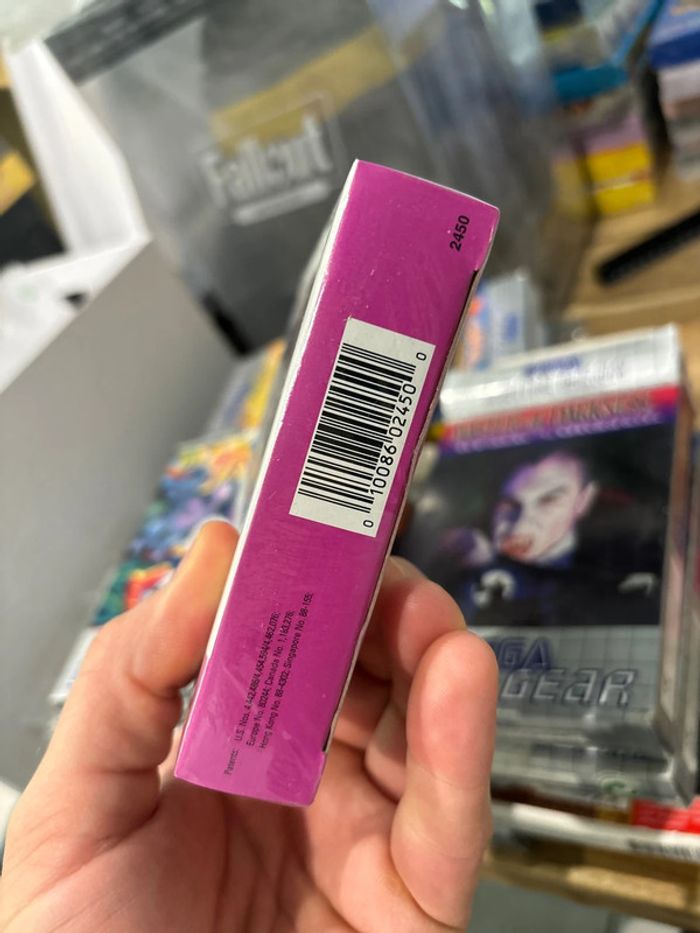 Fallout
2450
0 10086 02450 0
Patents: U.S. Nos. 4,442,486/4,454,594/4,462,076;
Europe No. 80244; Canada No. 1,183,276;
Hong Kong No. 88-4302; Singapore No. 88-155;
SEGA
GEAR